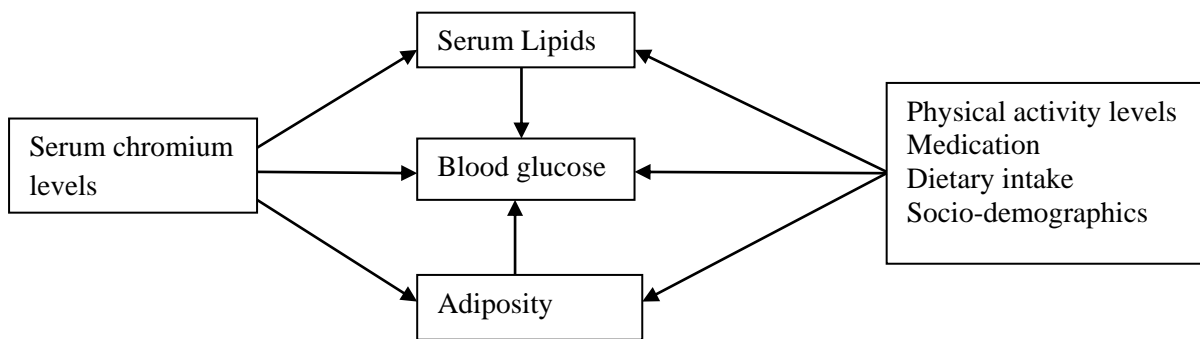 Serum Lipids
Serum chromium
levels
Blood glucose
Adiposity
Physical activity levels
Medication
Dietary intake
Socio-demographics